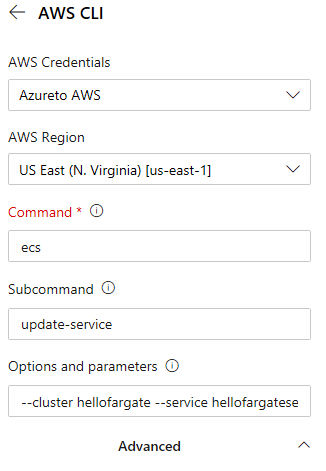 AWS CLI
AWS Credentials
Azureto AWS
AWS Region
US East (N. Virginia) [us-east-1]
Command *
ecs
Subcommand
update-service
Options and parameters
--cluster hellofargate --service hellofargatese
Advanced